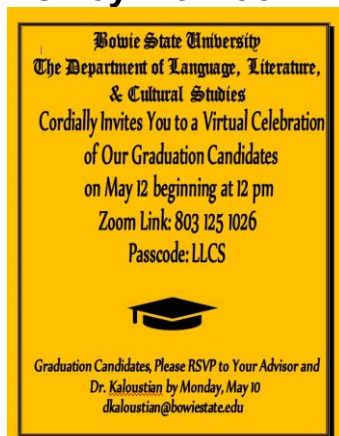 Bowie State University
The Department of Language, Literature,
& Cultural Studies
Cordially Invites You to a Virtual Celebration
of Our Graduation Candidates
on May 12 beginning at 12 pm
Zoom Link: 803 125 1026
Passcode: LLCS
Graduation Candidates, Please RSVP to Your Advisor and
Dr. Kaloustian by Monday, May 10
dkaloustian@bowiestate.edu